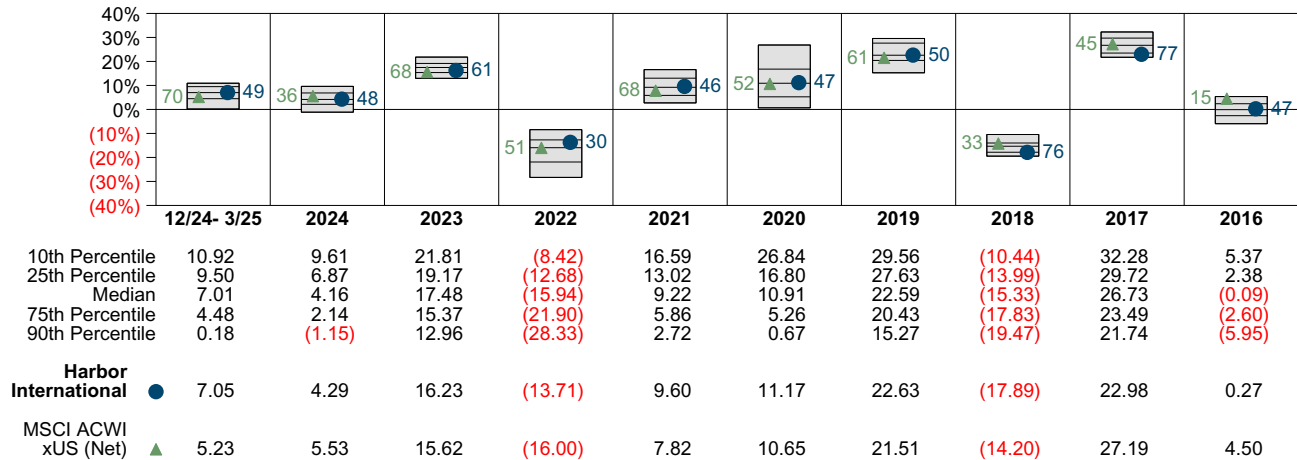 40%
30%
20%
10%
0%
(10%)
(20%)
(30%)
(40%)
70 49 36 48 68 61 51 30 68 46 52 47 61 50 33 76 45 77 15 47
12/24- 3/25 2024 2023 2022 2021 2020 2019 2018 2017 2016
10th Percentile 10.92 9.61 21.81 (8.42) 16.59 26.84 29.56 (10.44) 32.28 5.37
25th Percentile 9.50 6.87 19.17 (12.68) 13.02 16.80 27.63 (13.99) 29.72 2.38
Median 7.01 4.16 17.48 (15.94) 9.22 10.91 22.59 (15.33) 26.73 (0.09)
75th Percentile 4.48 2.14 15.37 (21.90) 5.86 5.26 20.43 (17.83) 23.49 (2.60)
90th Percentile 0.18 (1.15) 12.96 (28.33) 2.72 0.67 15.27 (19.47) 21.74 (5.95)
Harbor
International 7.05 4.29 16.23 (13.71) 9.60 11.17 22.63 (17.89) 22.98 0.27
MSCI ACWI
xUS (Net) 5.23 5.53 15.62 (16.00) 7.82 10.65 21.51 (14.20) 27.19 4.50